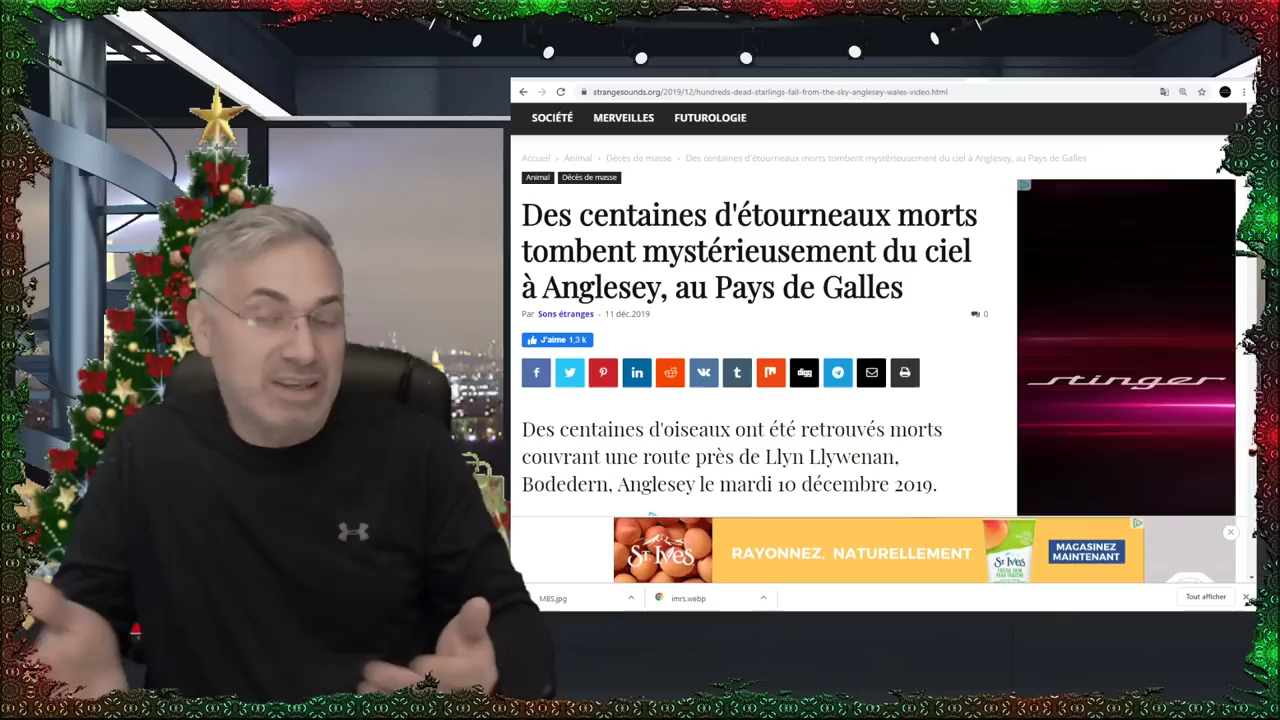 strangesounds.org/2019/12/hundreds-dead-starlings-fall-from-the-sky-anglesey-wales-video.html
SOCIÉTÉ MERVEILLES FUTUROLOGIE
Accueil › Animal › Décès de masse › Des centaines d'étourneaux morts tombent mystérieusement du ciel à Anglesey, au Pays de Galles
Animal Décès de masse
Des centaines d'étourneaux morts
tombent mystérieusement du ciel
à Anglesey, au Pays de Galles
Par Sons étranges - 11 déc,2019 0
J'aime 1,3 k
digg
stinger
Des centaines d'oiseaux ont été retrouvés morts
couvrant une route près de Llyn Llywenan,
Bodedern, Anglesey le mardi 10 décembre 2019.
St Ives
RAYONNEZ, NATURELLEMENT
St Ives
FRESH SKIN
MAGASINEZ
MAINTENANT
MBS.jpg
imrs.webp
Tout afficher